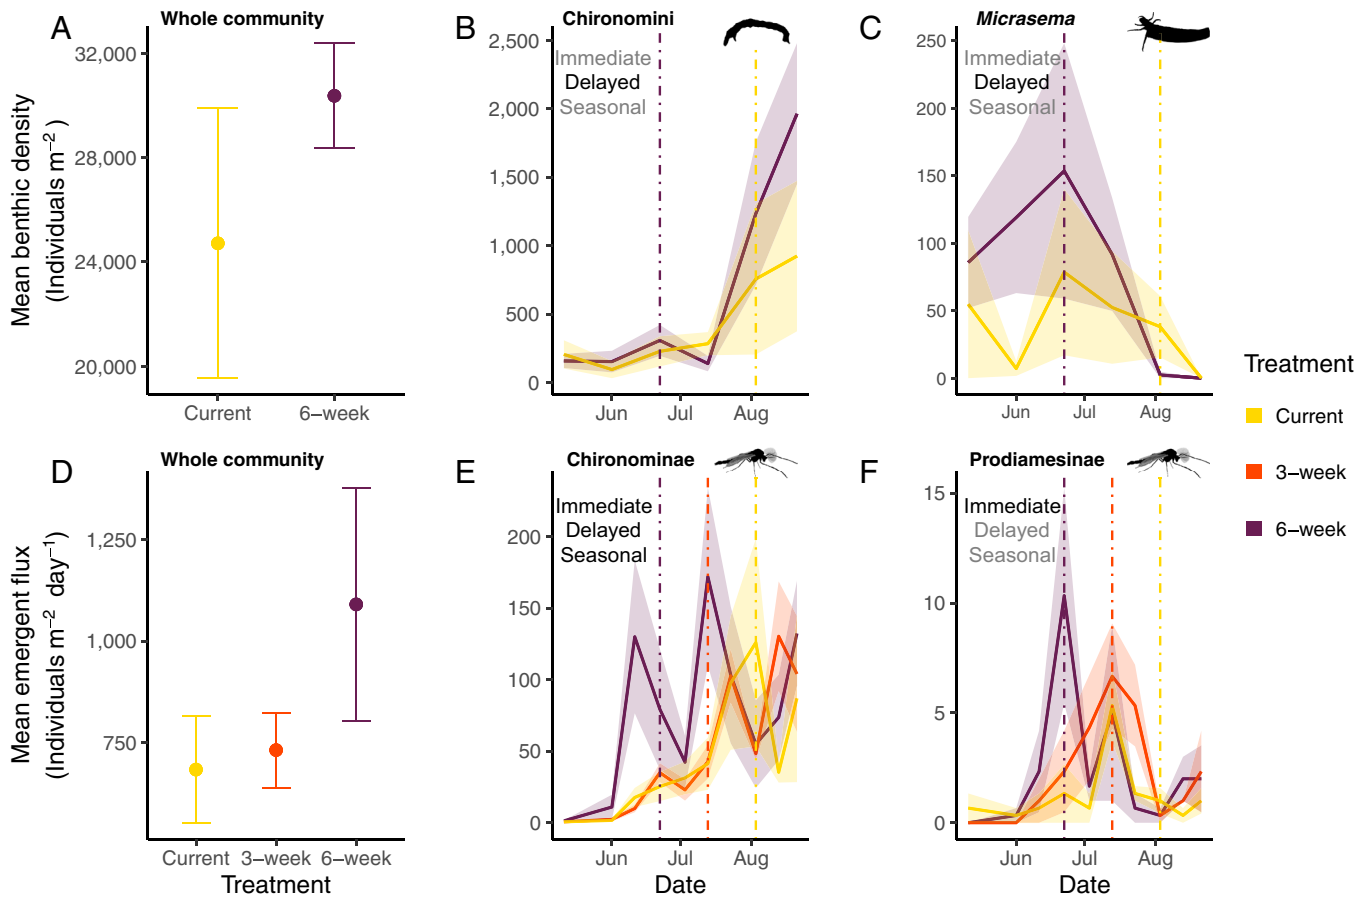 A
Whole community
Mean benthic density
(Individuals m⁻² )
32,000
28,000
24,000
20,000
Current
6−week
B
Chironomini
Immediate
Delayed
Seasonal
2,500
2,000
1,500
1,000
500
0
Jun
Jul
Aug
C
Micrasema
Immediate
Delayed
Seasonal
250
200
150
100
50
0
Jun
Jul
Aug
D
Whole community
Mean emergent flux
(Individuals m⁻² day⁻¹)
1,250
1,000
750
Current
3−week
6−week
Treatment
E
Chironominae
Immediate
Delayed
Seasonal
200
150
100
50
0
Jun
Jul
Aug
Date
F
Prodiamesinae
Immediate
Delayed
Seasonal
15
10
5
0
Jun
Jul
Aug
Date
Treatment
Current
3−week
6−week